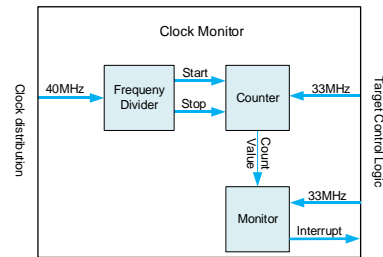 Clock Monitor
Clock distribution
40MHz
Frequeny
Divider
Start
Stop
Counter
33MHz
Target Control Logic
Count
Value
Monitor
33MHz
Interrupt